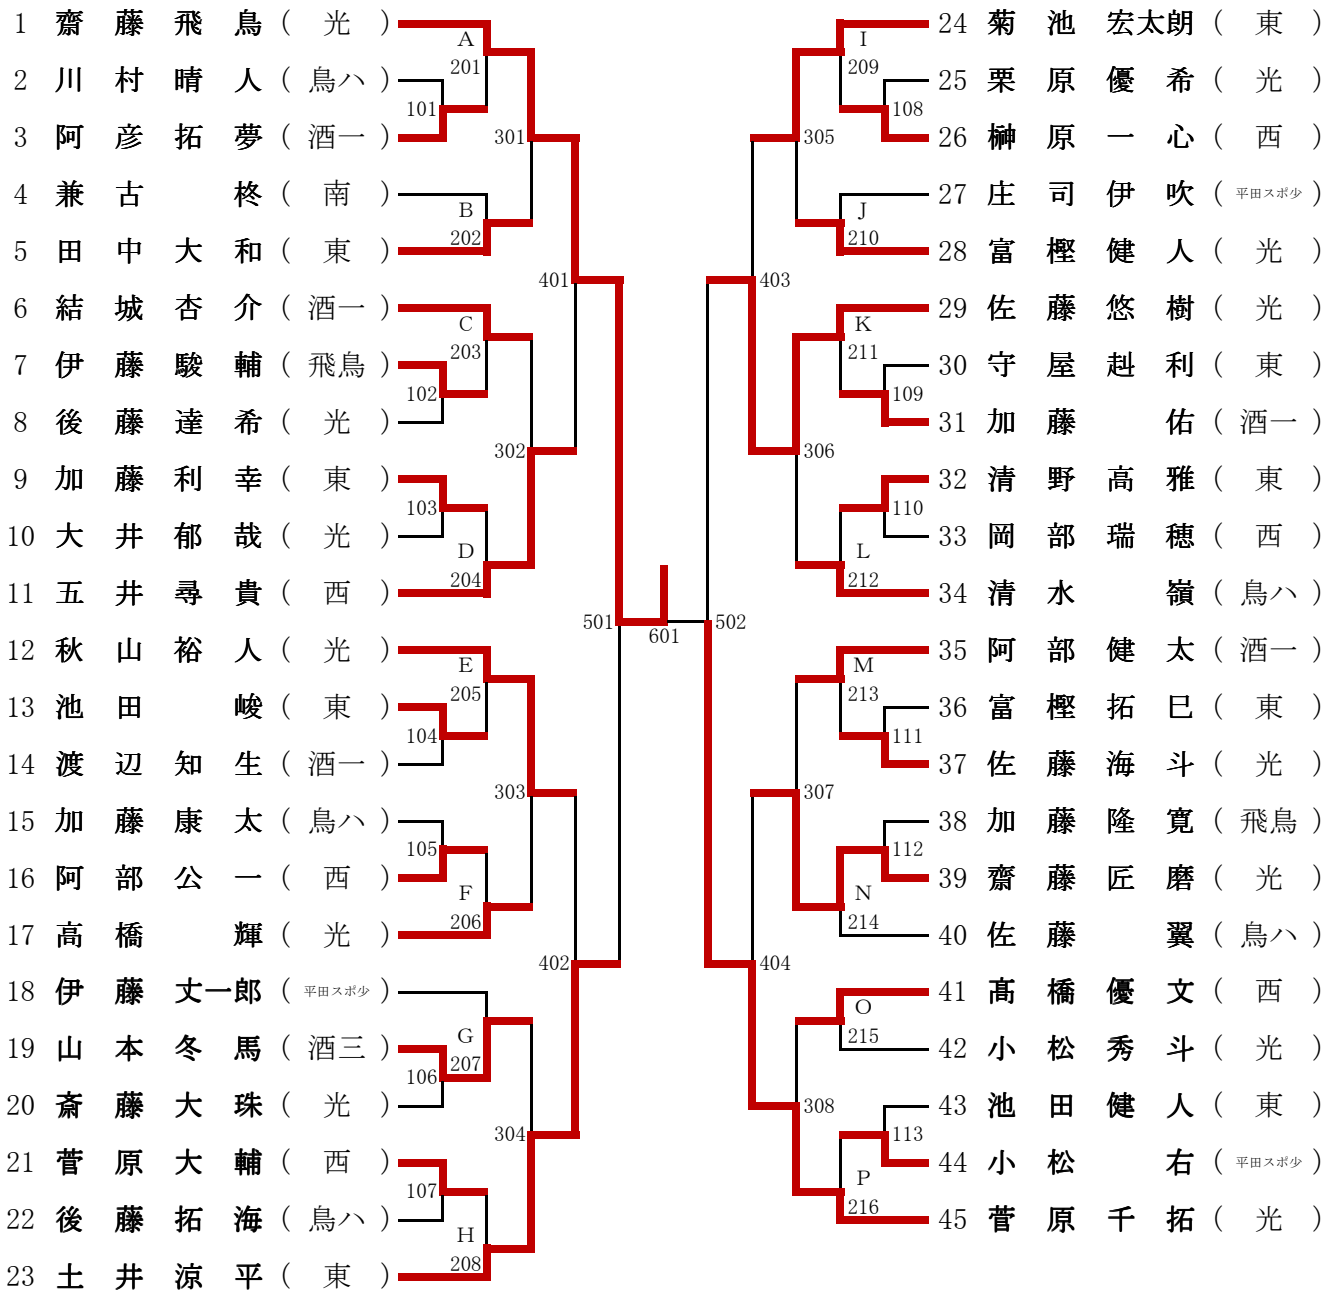 1 齋藤飛鳥 ( 光 )
A
201
2 川村晴人 ( 鳥ハ )
101
3 阿彦拓夢 ( 酒一 )
301
4 兼古柊 ( 南 )
B
202
5 田中大和 ( 東 )
401
6 結城杏介 ( 酒一 )
C
203
7 伊藤駿輔 ( 飛鳥 )
102
8 後藤達希 ( 光 )
302
9 加藤利幸 ( 東 )
103
10 大井郁哉 ( 光 )
D
204
11 五井尋貴 ( 西 )
501
601
12 秋山裕人 ( 光 )
E
205
13 池田峻 ( 東 )
104
14 渡辺知生 ( 酒一 )
303
15 加藤康太 ( 鳥ハ )
105
16 阿部公一 ( 西 )
F
206
17 高橋輝 ( 光 )
402
18 伊藤丈一郎 ( 平田スポ少 )
G
207
19 山本冬馬 ( 酒三 )
106
20 斎藤大珠 ( 光 )
304
21 菅原大輔 ( 西 )
107
22 後藤拓海 ( 鳥ハ )
H
208
23 土井涼平 ( 東 )
24 菊池宏太朗 ( 東 )
I
209
25 栗原優希 ( 光 )
108
26 榊原一心 ( 西 )
305
27 庄司伊吹 ( 平田スポ少 )
J
210
28 富樫健人 ( 光 )
403
29 佐藤悠樹 ( 光 )
K
211
30 守屋赳利 ( 東 )
109
31 加藤佑 ( 酒一 )
306
32 清野高雅 ( 東 )
110
33 岡部瑞穂 ( 西 )
L
212
34 清水嶺 ( 鳥ハ )
502
35 阿部健太 ( 酒一 )
M
213
36 富樫拓巳 ( 東 )
111
37 佐藤海斗 ( 光 )
307
38 加藤隆寛 ( 飛鳥 )
112
39 齋藤匠磨 ( 光 )
N
214
40 佐藤翼 ( 鳥ハ )
404
41 髙橋優文 ( 西 )
O
215
42 小松秀斗 ( 光 )
308
43 池田健人 ( 東 )
113
44 小松右 ( 平田スポ少 )
P
216
45 菅原千拓 ( 光 )